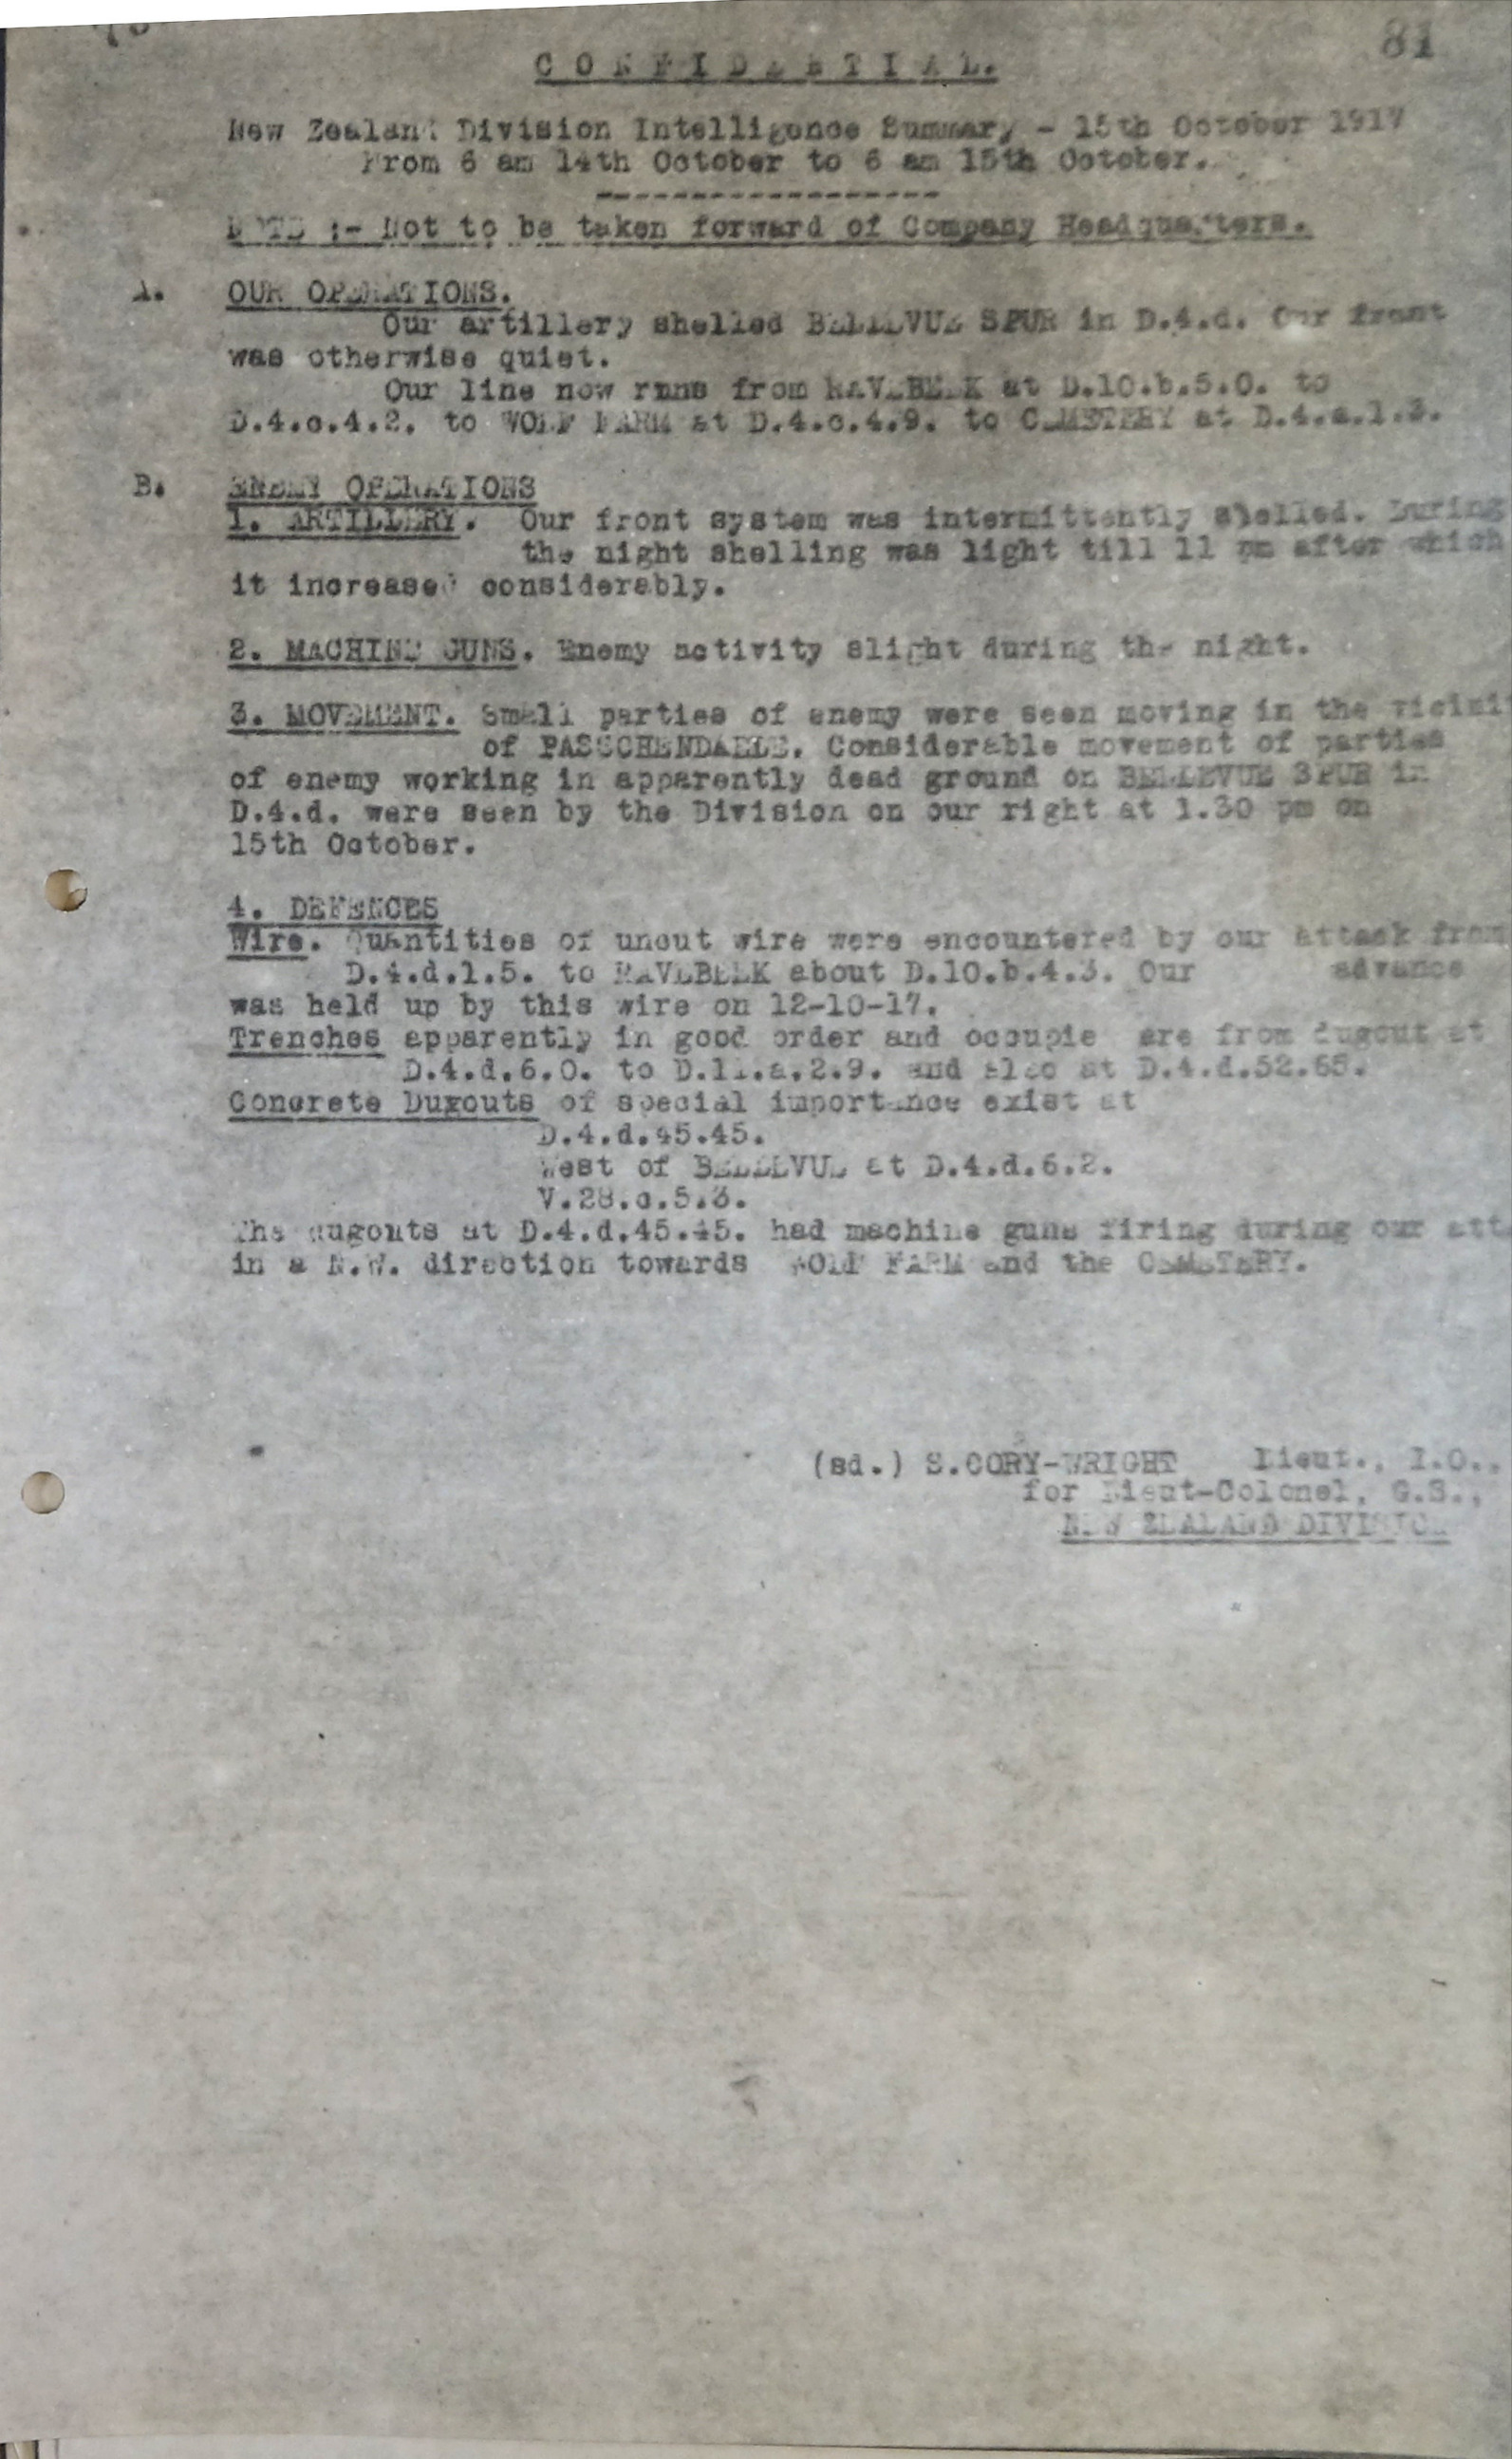 81
CONFIDENTIAL.
New Zealand Division Intelligence Summary - 15th October 1917
From 6 am 14th October to 6 am 15th October.
NOTE :- Not to be taken forward of Company Headquarters.
A. OUR OPERATIONS.
Our artillery shelled BELLEVUE SPUR in D.4.d. Our front
was otherwise quiet.
Our line now runs from RAVEBEEK at D.10.b.5.0. to
D.4.c.4.2. to WOLF FARM at D.4.c.4.9. to CEMETERY at D.4.a.1.3.
B. ENEMY OPERATIONS
1. ARTILLERY. Our front system was intermittently shelled. During
the night shelling was light till 11 pm after which
it increased considerably.
2. MACHINE GUNS. Enemy activity slight during the night.
3. MOVEMENT. Small parties of enemy were seen moving in the vicini
of PASSCHENDAELE. Considerable movement of parties
of enemy working in apparently dead ground on BELLEVUE SPUR in
D.4.d. were seen by the Division on our right at 1.30 pm on
15th October.
4. DEFENCES
Wire. Quantities of uncut wire were encountered by our attack from
D.4.d.1.5. to RAVEBEEK about D.10.b.4.3. Our advance
was held up by this wire on 12-10-17.
Trenches apparently in good order and occupie are from dugout at
D.4.d.6.0. to D.11.a.2.9. and also at D.4.d.52.65.
Concrete Dugouts of special importance exist at
D.4.d.45.45.
West of BELLEVUE at D.4.d.6.2.
V.28.c.5.3.
The dugouts at D.4.d.45.45. had machine guns firing during our att
in a N.W. direction towards WOLF FARM and the CEMETERY.
(sd.) S.CORY-WRIGHT Lieut., I.O.,
for Lieut-Colonel, G.S.,
NEW ZEALAND DIVISION